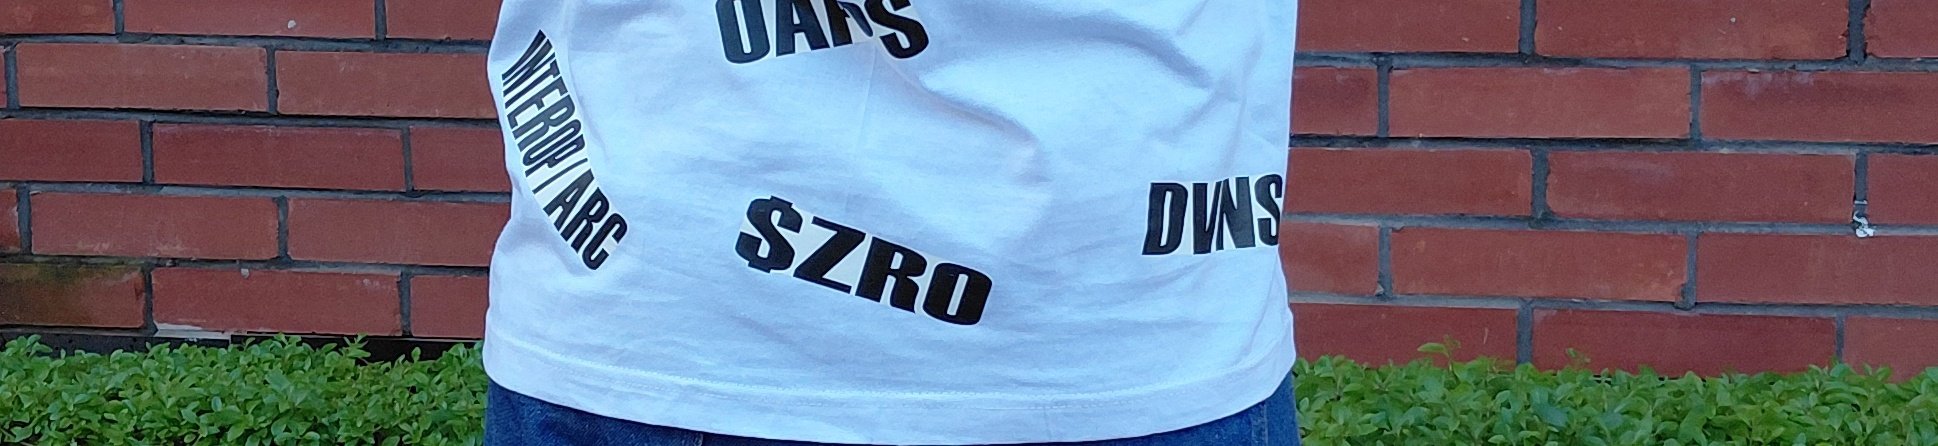 OAPS
INTEROP / ARC
$ZRO
DVNS